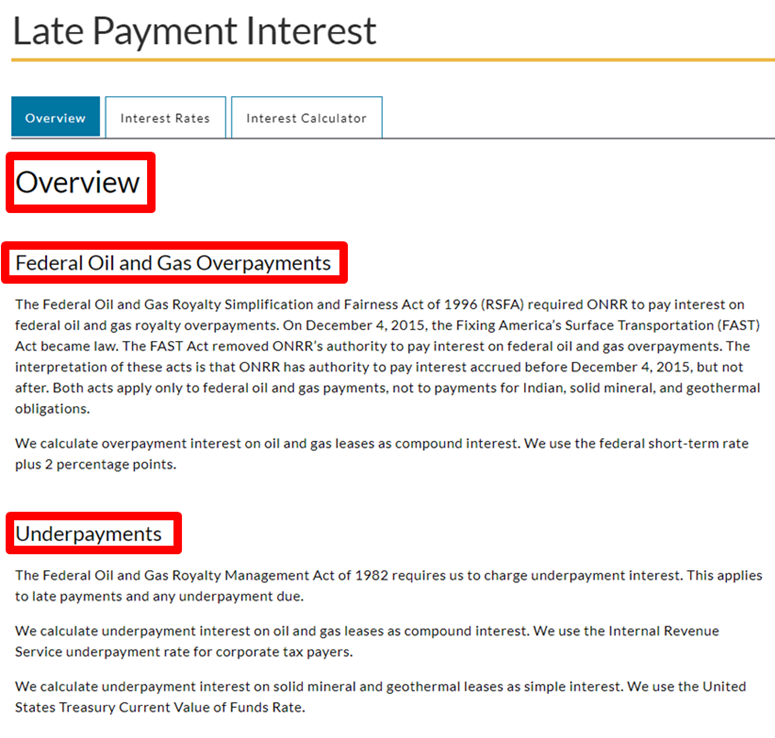 Late Payment Interest
Overview
Interest Rates
Interest Calculator
Overview
Federal Oil and Gas Overpayments
The Federal Oil and Gas Royalty Simplification and Fairness Act of 1996 (RSFA) required ONRR to pay interest on
federal oil and gas royalty overpayments. On December 4, 2015, the Fixing America's Surface Transportation (FAST)
Act became law. The FAST Act removed ONRR's authority to pay interest on federal oil and gas overpayments. The
interpretation of these acts is that ONRR has authority to pay interest accrued before December 4, 2015, but not
after. Both acts apply only to federal oil and gas payments, not to payments for Indian, solid mineral, and geothermal
obligations.
We calculate overpayment interest on oil and gas leases as compound interest. We use the federal short-term rate
plus 2 percentage points.
Underpayments
The Federal Oil and Gas Royalty Management Act of 1982 requires us to charge underpayment interest. This applies
to late payments and any underpayment due.
We calculate underpayment interest on oil and gas leases as compound interest. We use the Internal Revenue
Service underpayment rate for corporate tax payers.
We calculate underpayment interest on solid mineral and geothermal leases as simple interest. We use the United
States Treasury Current Value of Funds Rate.